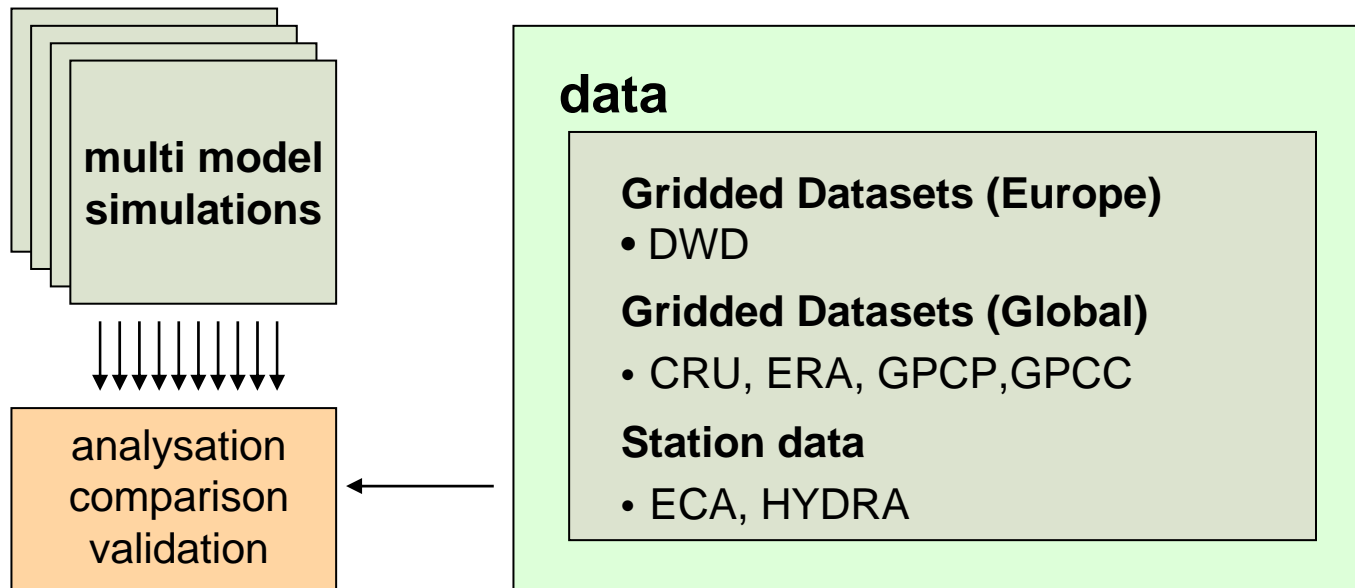 multi model
simulations
analysation
comparison
validation
data
Gridded Datasets (Europe)
• DWD
Gridded Datasets (Global)
• CRU, ERA, GPCP,GPCC
Station data
• ECA, HYDRA